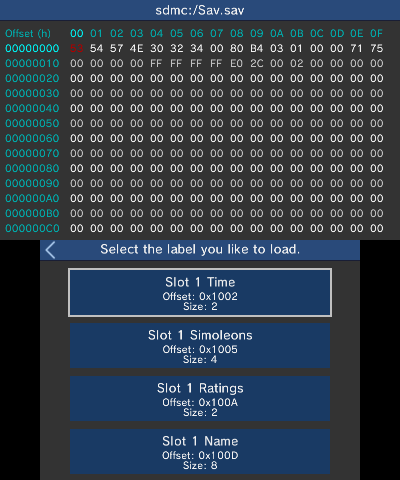 sdmc:/Sav.sav
Offset (h) 00 01 02 03 04 05 06 07 08 09 0A 0B 0C 0D 0E 0F
00000000 54 57 4E 30 32 34 00 80 B4 03 01 00 00 71 75
00000010 00 00 00 00 FF FF FF FF E0 2C 00 02 00 00 00 00
00000020 00 00 00 00 00 00 00 00 00 00 00 00 00 00 00 00
00000030 00 00 00 00 00 00 00 00 00 00 00 00 00 00 00 00
00000040 00 00 00 00 00 00 00 00 00 00 00 00 00 00 00 00
00000050 00 00 00 00 00 00 00 00 00 00 00 00 00 00 00 00
00000060 00 00 00 00 00 00 00 00 00 00 00 00 00 00 00 00
00000070 00 00 00 00 00 00 00 00 00 00 00 00 00 00 00 00
00000080 00 00 00 00 00 00 00 00 00 00 00 00 00 00 00 00
00000090 00 00 00 00 00 00 00 00 00 00 00 00 00 00 00 00
000000A0 00 00 00 00 00 00 00 00 00 00 00 00 00 00 00 00
000000B0 00 00 00 00 00 00 00 00 00 00 00 00 00 00 00 00
000000C0 00 00 00 00 00 00 00 00 00 00 00 00 00 00 00 00
Select the label you like to load.
Slot 1 Time
Offset: 0x1002
Size: 2
Slot 1 Simoleons
Offset: 0x1005
Size: 4
Slot 1 Ratings
Offset: 0x100A
Size: 2
Slot 1 Name
Offset: 0x100D
Size: 8